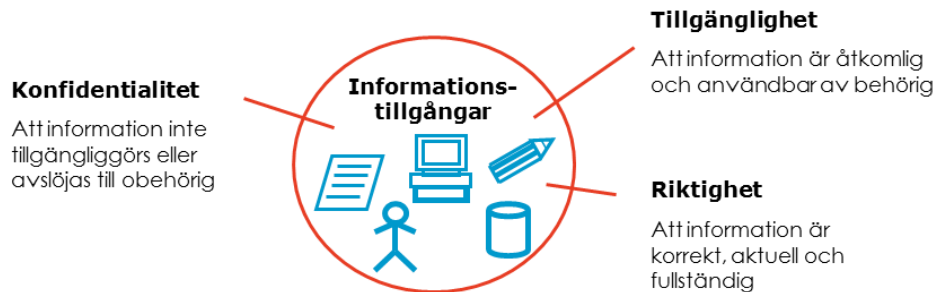 Konfidentialitet
Att information inte
tillgängliggörs eller
avslöjas till obehörig
Informations-
tillgångar
Tillgänglighet
Att information är åtkomlig
och användbar av behörig
Riktighet
Att information är
korrekt, aktuell och
fullständig